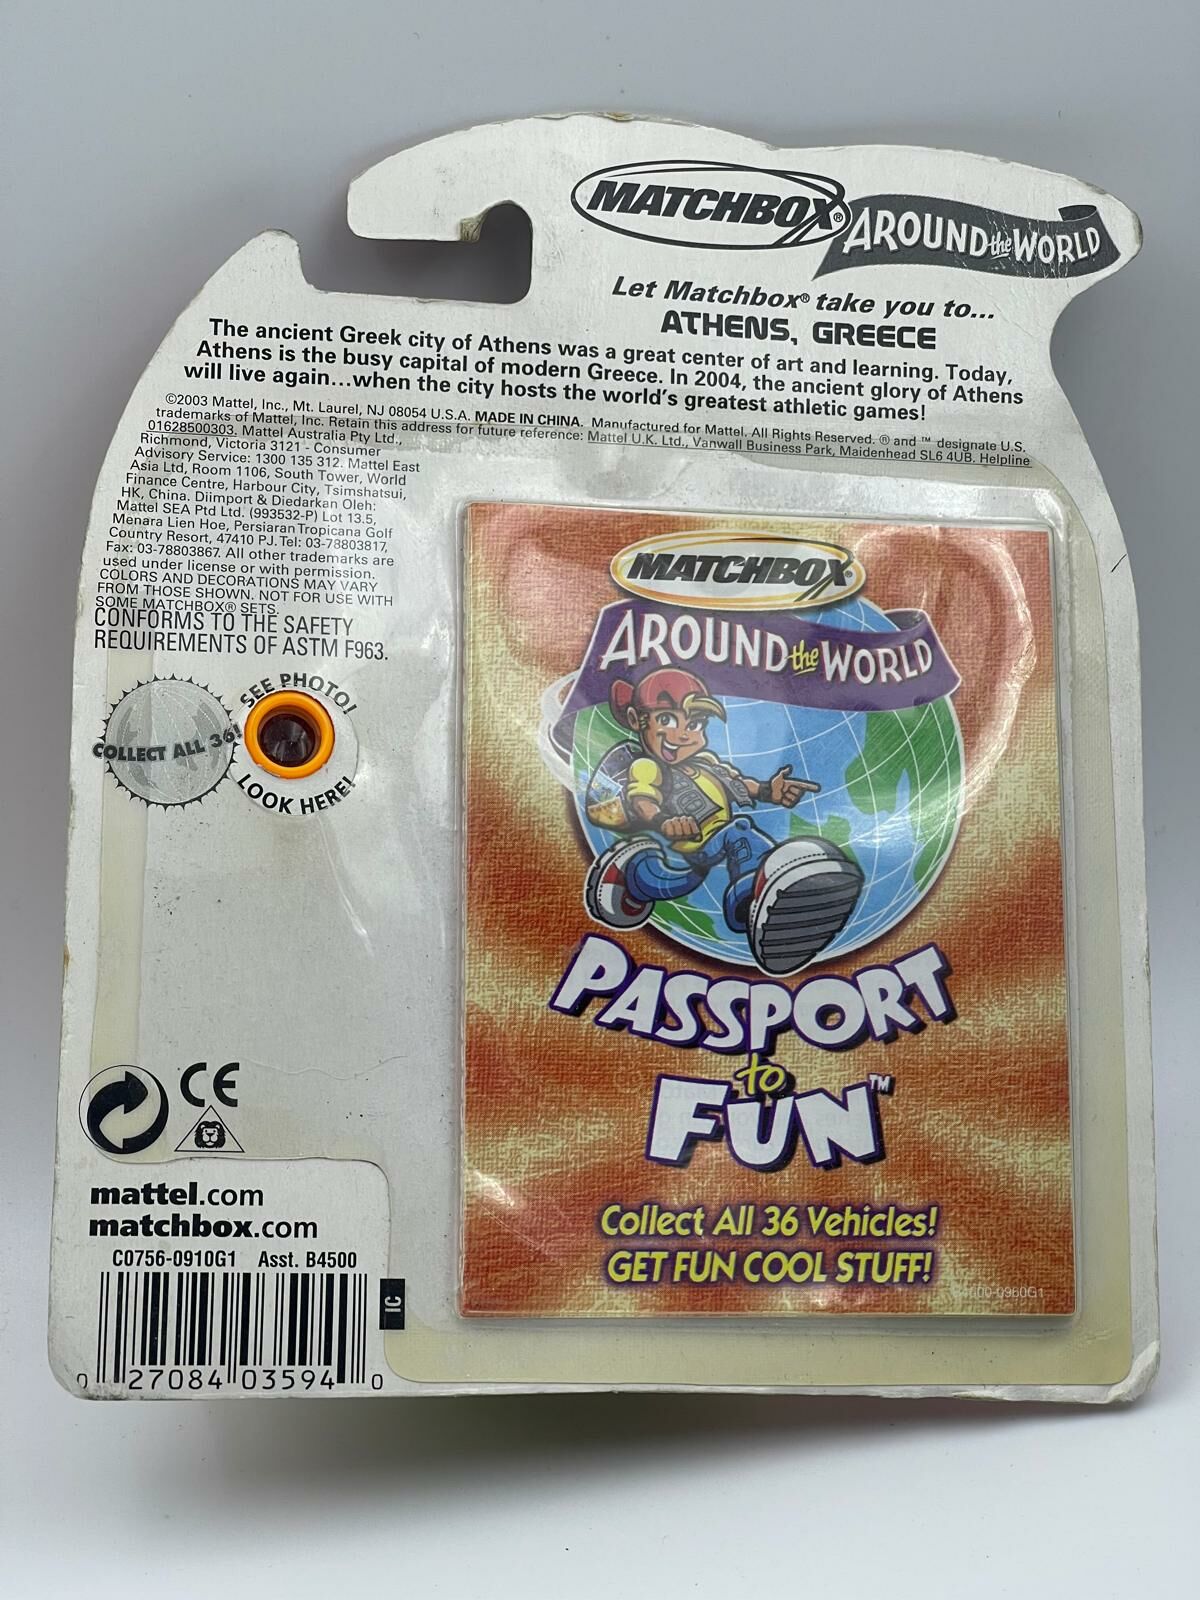 MATCHBOX® AROUND the WORLD
Let Matchbox® take you to...
ATHENS, GREECE
The ancient Greek city of Athens was a great center of art and learning. Today,
Athens is the busy capital of modern Greece. In 2004, the ancient glory of Athens
will live again...when the city hosts the world's greatest athletic games!
©2003 Mattel, Inc., Mt. Laurel, NJ 08054 U.S.A. MADE IN CHINA. Manufactured for Mattel. All Rights Reserved. ® and ™ designate U.S.
trademarks of Mattel, Inc. Retain this address for future reference: Mattel U.K. Ltd., Vanwall Business Park, Maidenhead SL6 4UB. Helpline
01628500303. Mattel Australia Pty Ltd.,
Richmond, Victoria 3121 - Consumer
Advisory Service: 1300 135 312. Mattel East
Asia Ltd, Room 1106, South Tower, World
Finance Centre, Harbour City, Tsimshatsui,
HK, China. Diimport & Diedarkan Oleh:
Mattel SEA Ptd Ltd. (993532-P) Lot 13.5,
Menara Lien Hoe, Persiaran Tropicana Golf
Country Resort, 47410 PJ. Tel: 03-78803817,
Fax: 03-78803867. All other trademarks are
used under license or with permission.
COLORS AND DECORATIONS MAY VARY
FROM THOSE SHOWN. NOT FOR USE WITH
SOME MATCHBOX® SETS.
CONFORMS TO THE SAFETY
REQUIREMENTS OF ASTM F963.
COLLECT ALL 36!
SEE PHOTO!
LOOK HERE!
MATCHBOX®
AROUND the WORLD
PASSPORT
to
FUN™
Collect All 36 Vehicles!
GET FUN COOL STUFF!
B4500-0980G1
CE
mattel.com
matchbox.com
C0756-0910G1 Asst. B4500
IC
0 27084 03594 0